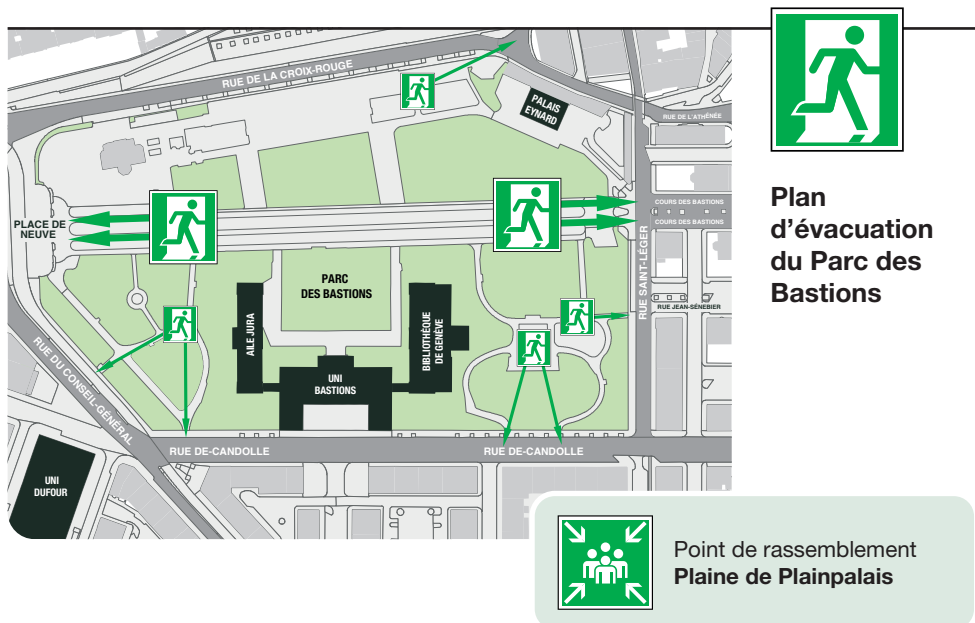 RUE DE LA CROIX-ROUGE
PALAIS
EYNARD
RUE DE L'ATHÉNÉE
PLACE DE
NEUVE
COURS DES BASTIONS
COURS DES BASTIONS
RUE SAINT-LÉGER
RUE JEAN-SÉNEBIER
PARC
DES BASTIONS
AILE JURA
BIBLIOTHÈQUE
DE GENÈVE
UNI
BASTIONS
RUE DU CONSEIL-GÉNÉRAL
RUE DE-CANDOLLE
RUE DE-CANDOLLE
UNI
DUFOUR
Plan
d'évacuation
du Parc des
Bastions
Point de rassemblement
Plaine de Plainpalais